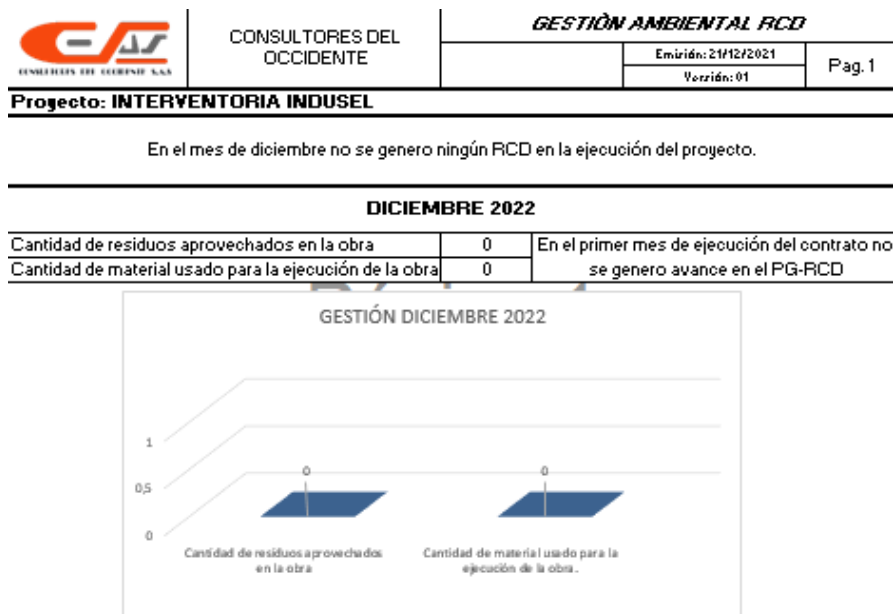 CONSULTORES DEL OCCIDENTE S.A.S
CONSULTORES DEL
OCCIDENTE
GESTIÒN AMBIENTAL RCD
Emisión: 21/12/2021
Versión: 01
Pag. 1
Proyecto: INTERVENTORIA INDUSEL
En el mes de diciembre no se genero ningún RCD en la ejecución del proyecto.
DICIEMBRE 2022
Cantidad de residuos aprovechados en la obra 0
Cantidad de material usado para la ejecución de la obra 0
En el primer mes de ejecución del contrato no
se genero avance en el PG-RCD
GESTIÓN DICIEMBRE 2022
1
0,5
0
0
0
Cantidad de residuos aprovechados
en la obra
Cantidad de material usado para la
ejecución de la obra.